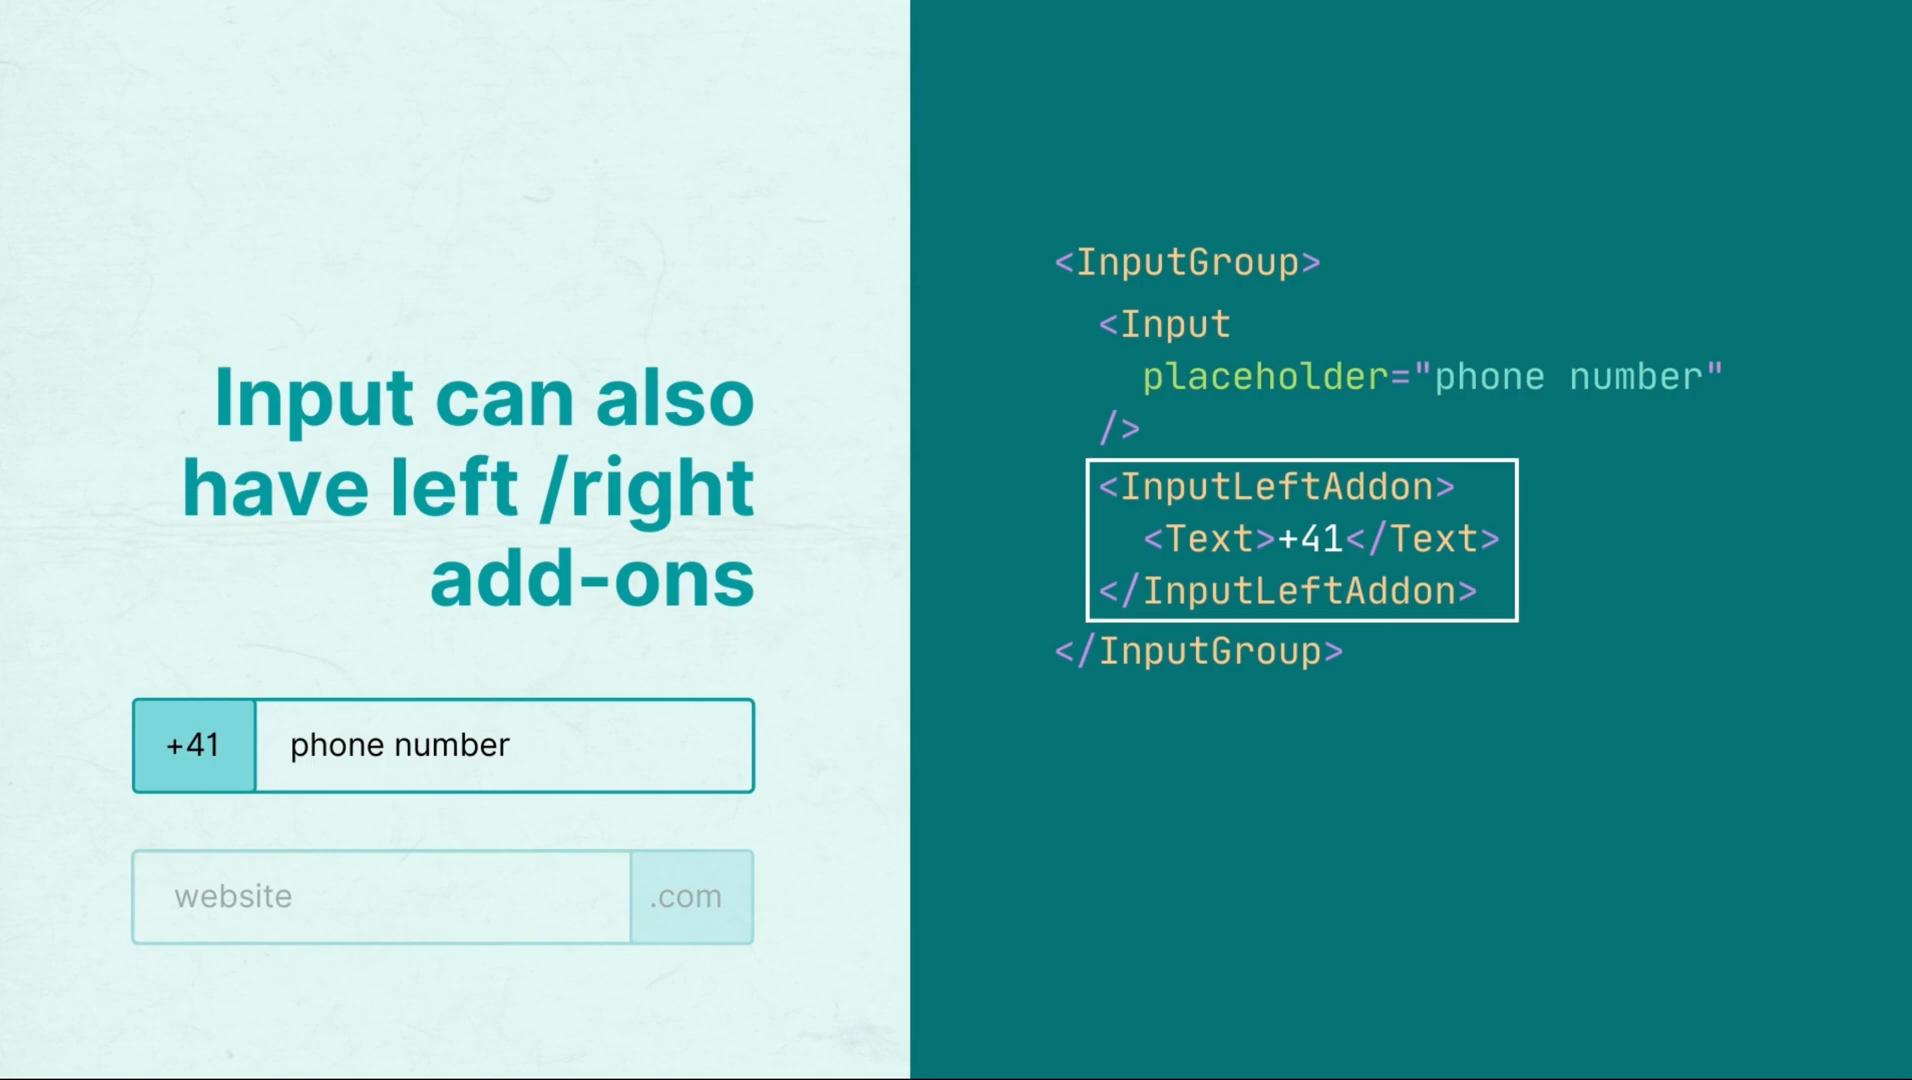 Input can also
have left /right
add-ons
+41
phone number
website
.com
<InputGroup>
<Input
placeholder="phone number"
/>
<InputLeftAddon>
<Text>+41</Text>
</InputLeftAddon>
</InputGroup>